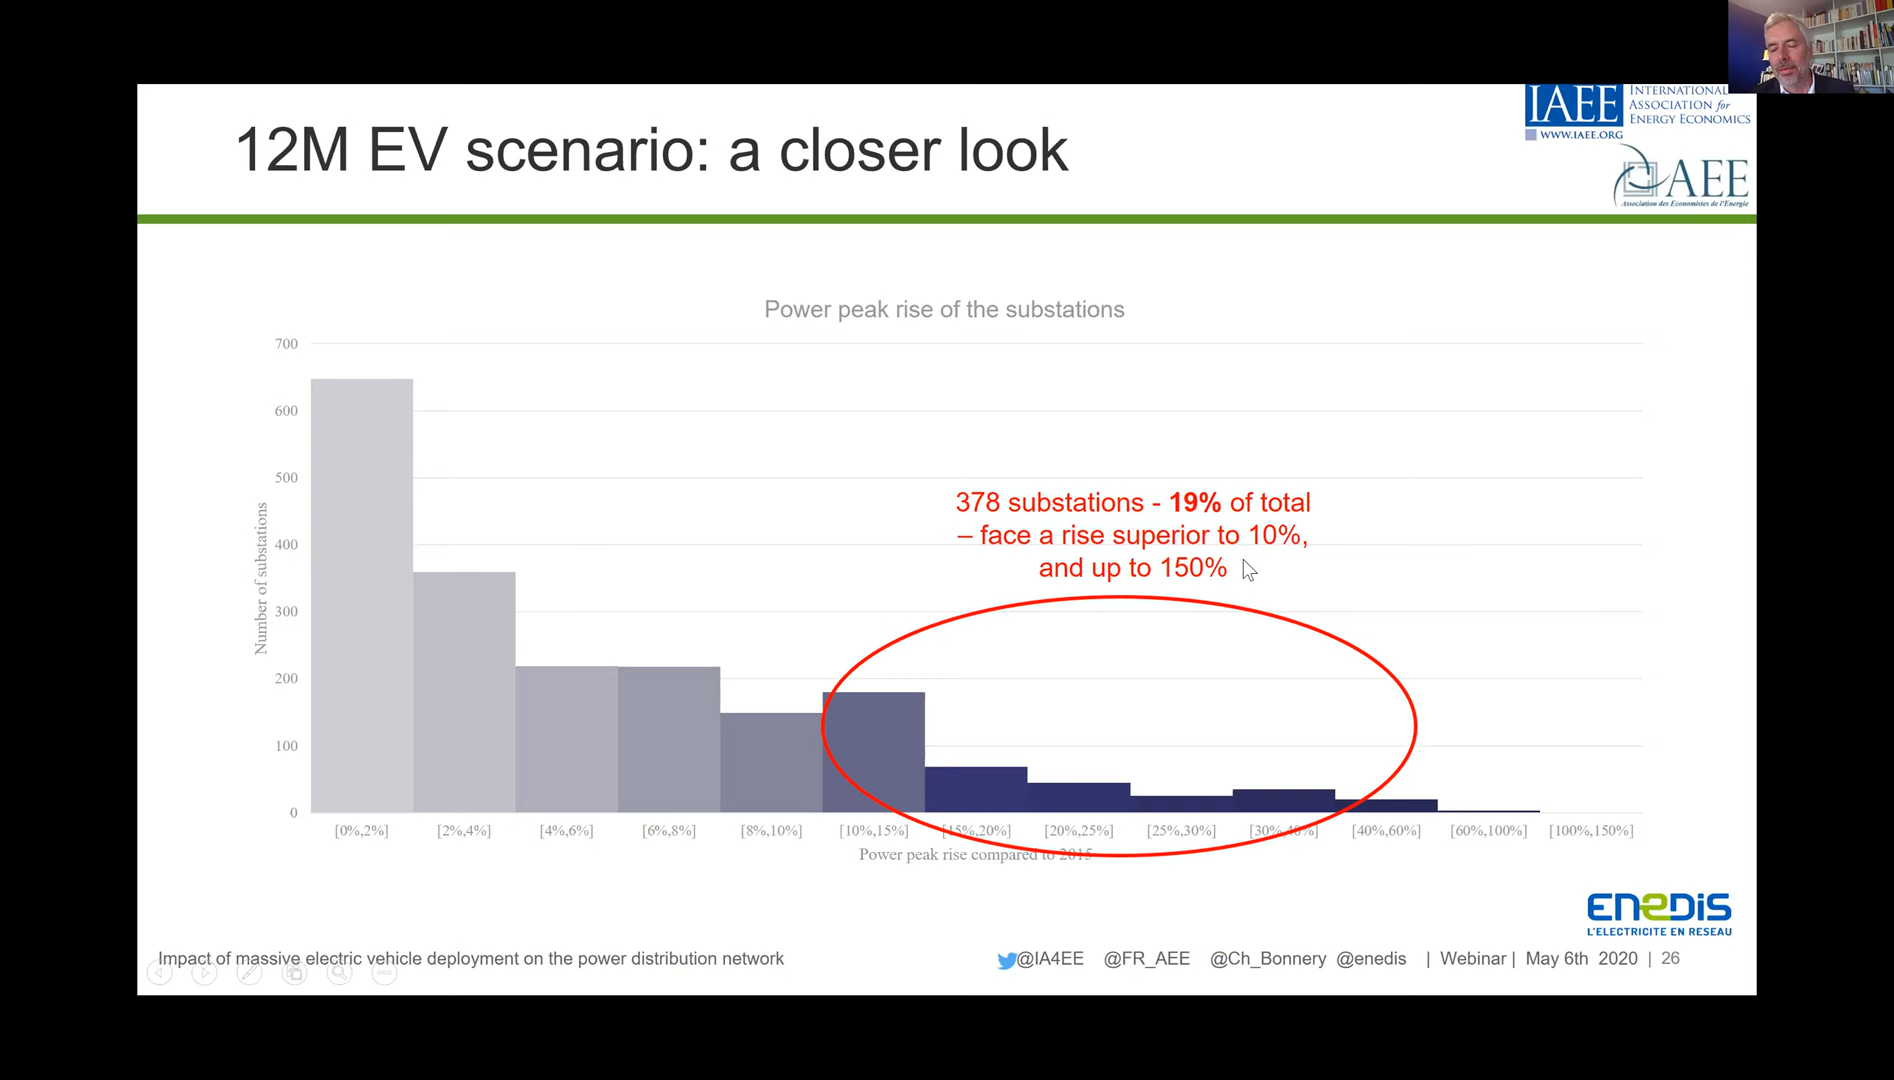 12M EV scenario: a closer look
IAEE
INTERNATIONAL
ASSOCIATION for
ENERGY ECONOMICS
WWW.IAEE.ORG
AEE
Association des Economistes de l'Energie
Power peak rise of the substations
700
600
500
400
300
200
100
0
Number of substations
378 substations - 19% of total
– face a rise superior to 10%,
and up to 150%
[0%,2%] [2%,4%] [4%,6%] [6%,8%] [8%,10%] [10%,15%] [15%,20%] [20%,25%] [25%,30%] [30%,40%] [40%,60%] [60%,100%] [100%,150%]
Power peak rise compared to 2015
ENEDIS
L'ELECTRICITE EN RESEAU
Impact of massive electric vehicle deployment on the power distribution network
@IA4EE @FR_AEE @Ch_Bonnery @enedis | Webinar | May 6th 2020 | 26